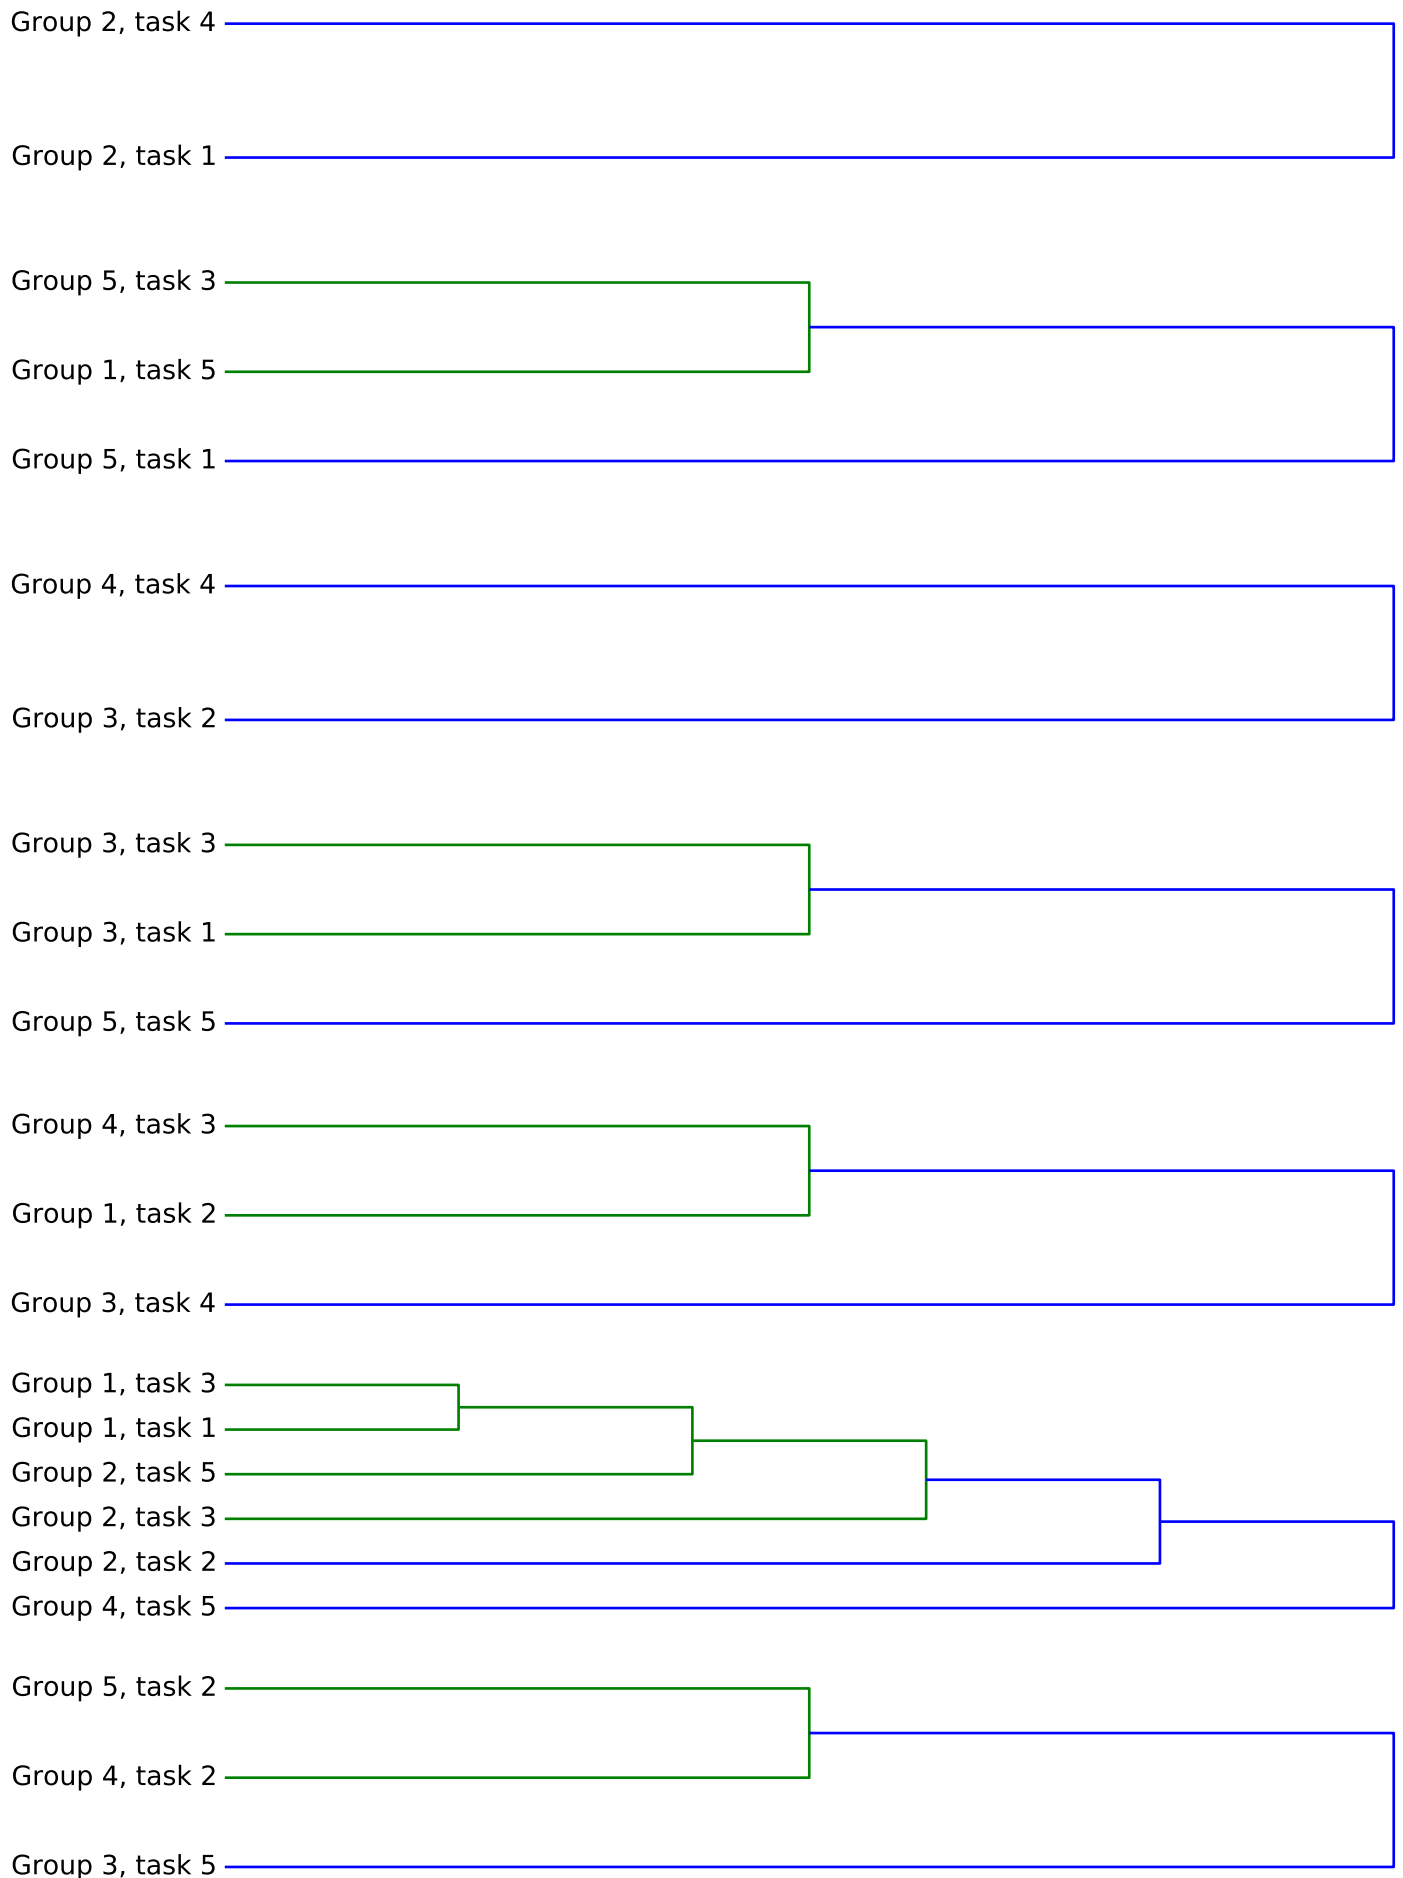 Group 2, task 4
Group 2, task 1
Group 5, task 3
Group 1, task 5
Group 5, task 1
Group 4, task 4
Group 3, task 2
Group 3, task 3
Group 3, task 1
Group 5, task 5
Group 4, task 3
Group 1, task 2
Group 3, task 4
Group 1, task 3
Group 1, task 1
Group 2, task 5
Group 2, task 3
Group 2, task 2
Group 4, task 5
Group 5, task 2
Group 4, task 2
Group 3, task 5